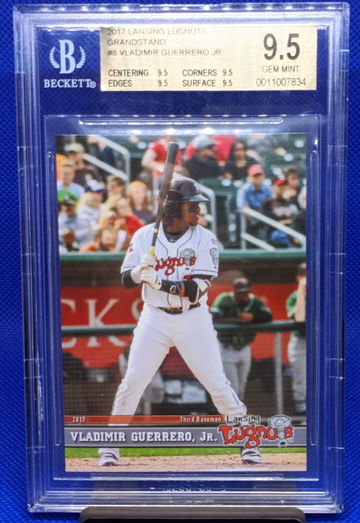 2017 LANSING LUGNUTS
GRANDSTAND
#8 VLADIMIR GUERRERO JR.
CENTERING 9.5 CORNERS 9.5
EDGES 9.5 SURFACE 9.5
9.5
GEM MINT
0011007834
B
BECKETT®
Lugnuts
2017
Third Baseman
VLADIMIR GUERRERO, JR.
Lansing
Lugnuts